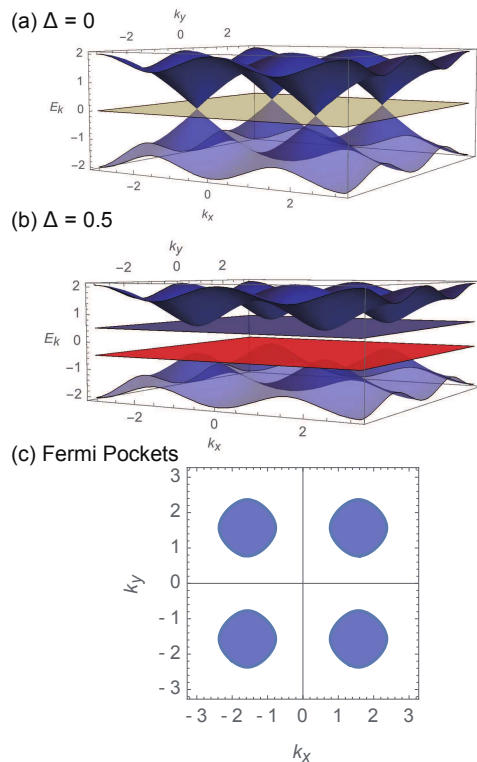 (a) Δ = 0
k_y
−2 0 2
2
1
E_k 0
−1
−2
−2 0 2
k_x
(b) Δ = 0.5
k_y
−2 0 2
2
1
E_k 0
−1
−2
−2 0 2
k_x
(c) Fermi Pockets
3
2
1
k_y 0
- 1
- 2
- 3
- 3 - 2 - 1 0 1 2 3
k_x